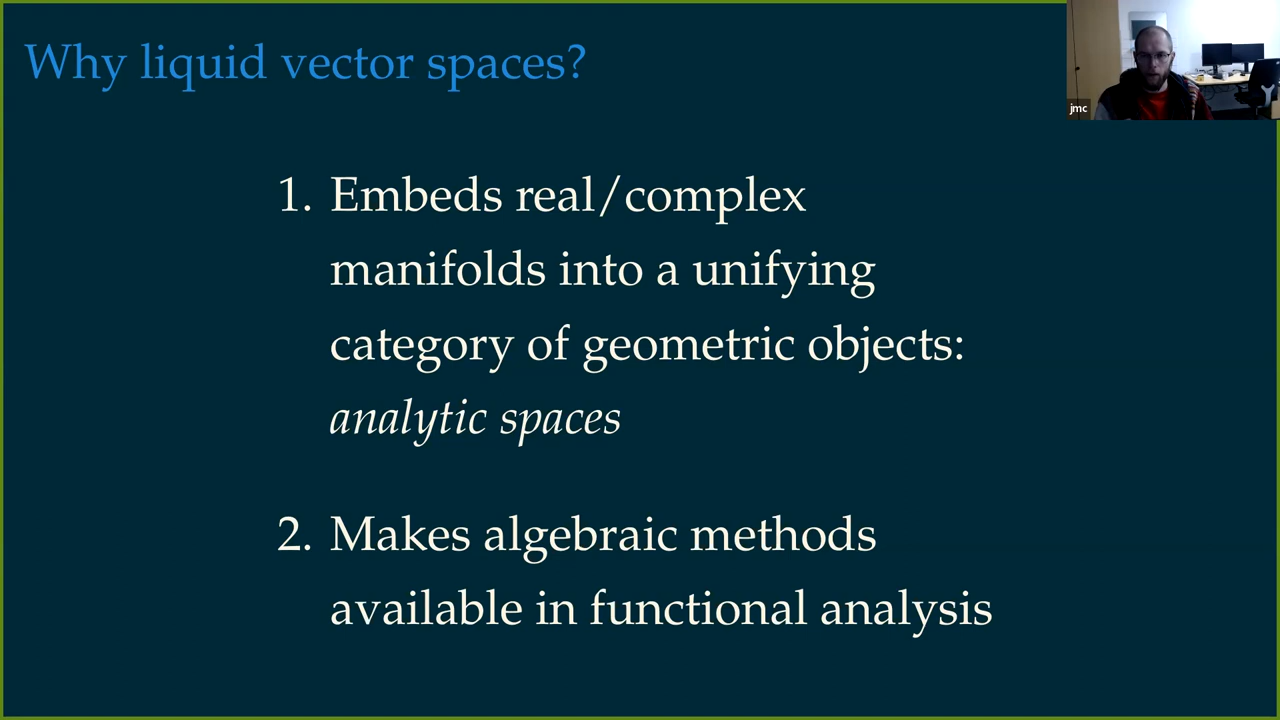 Why liquid vector spaces?
jmc
1. Embeds real/complex
manifolds into a unifying
category of geometric objects:
analytic spaces
2. Makes algebraic methods
available in functional analysis